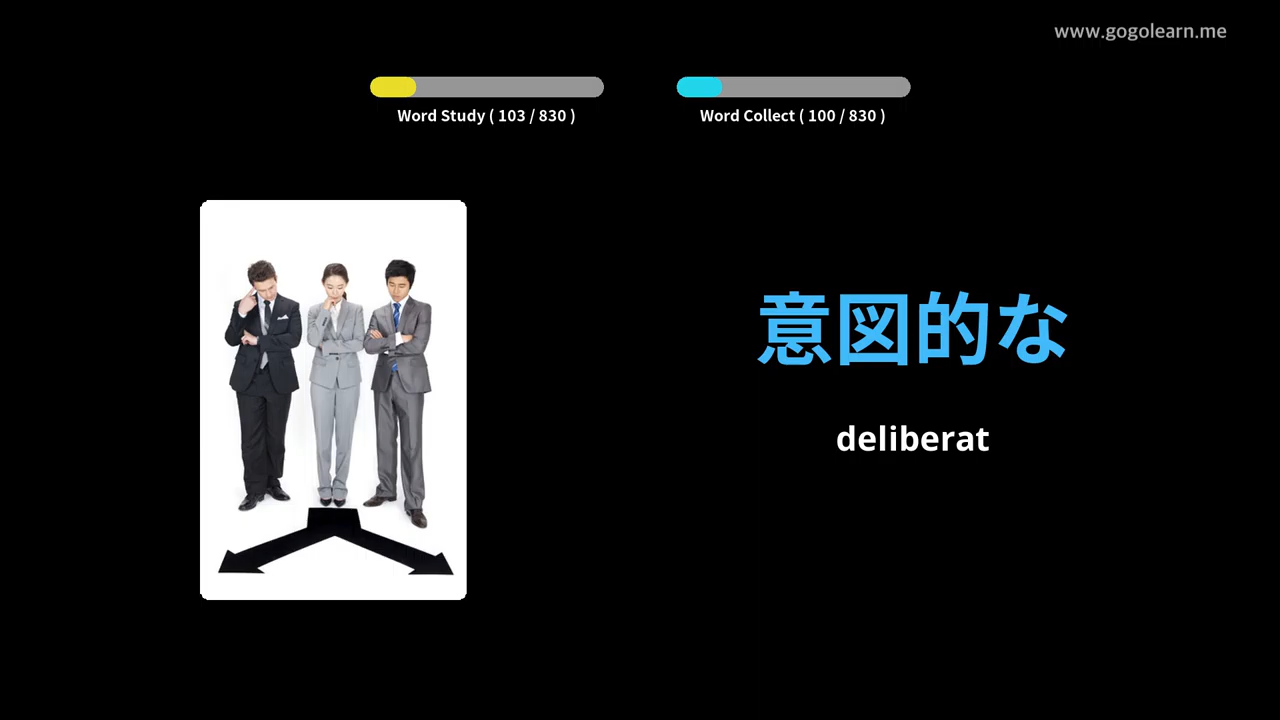 www.gogolearn.me
Word Study ( 103 / 830 )
Word Collect ( 100 / 830 )
意図的な
deliberat